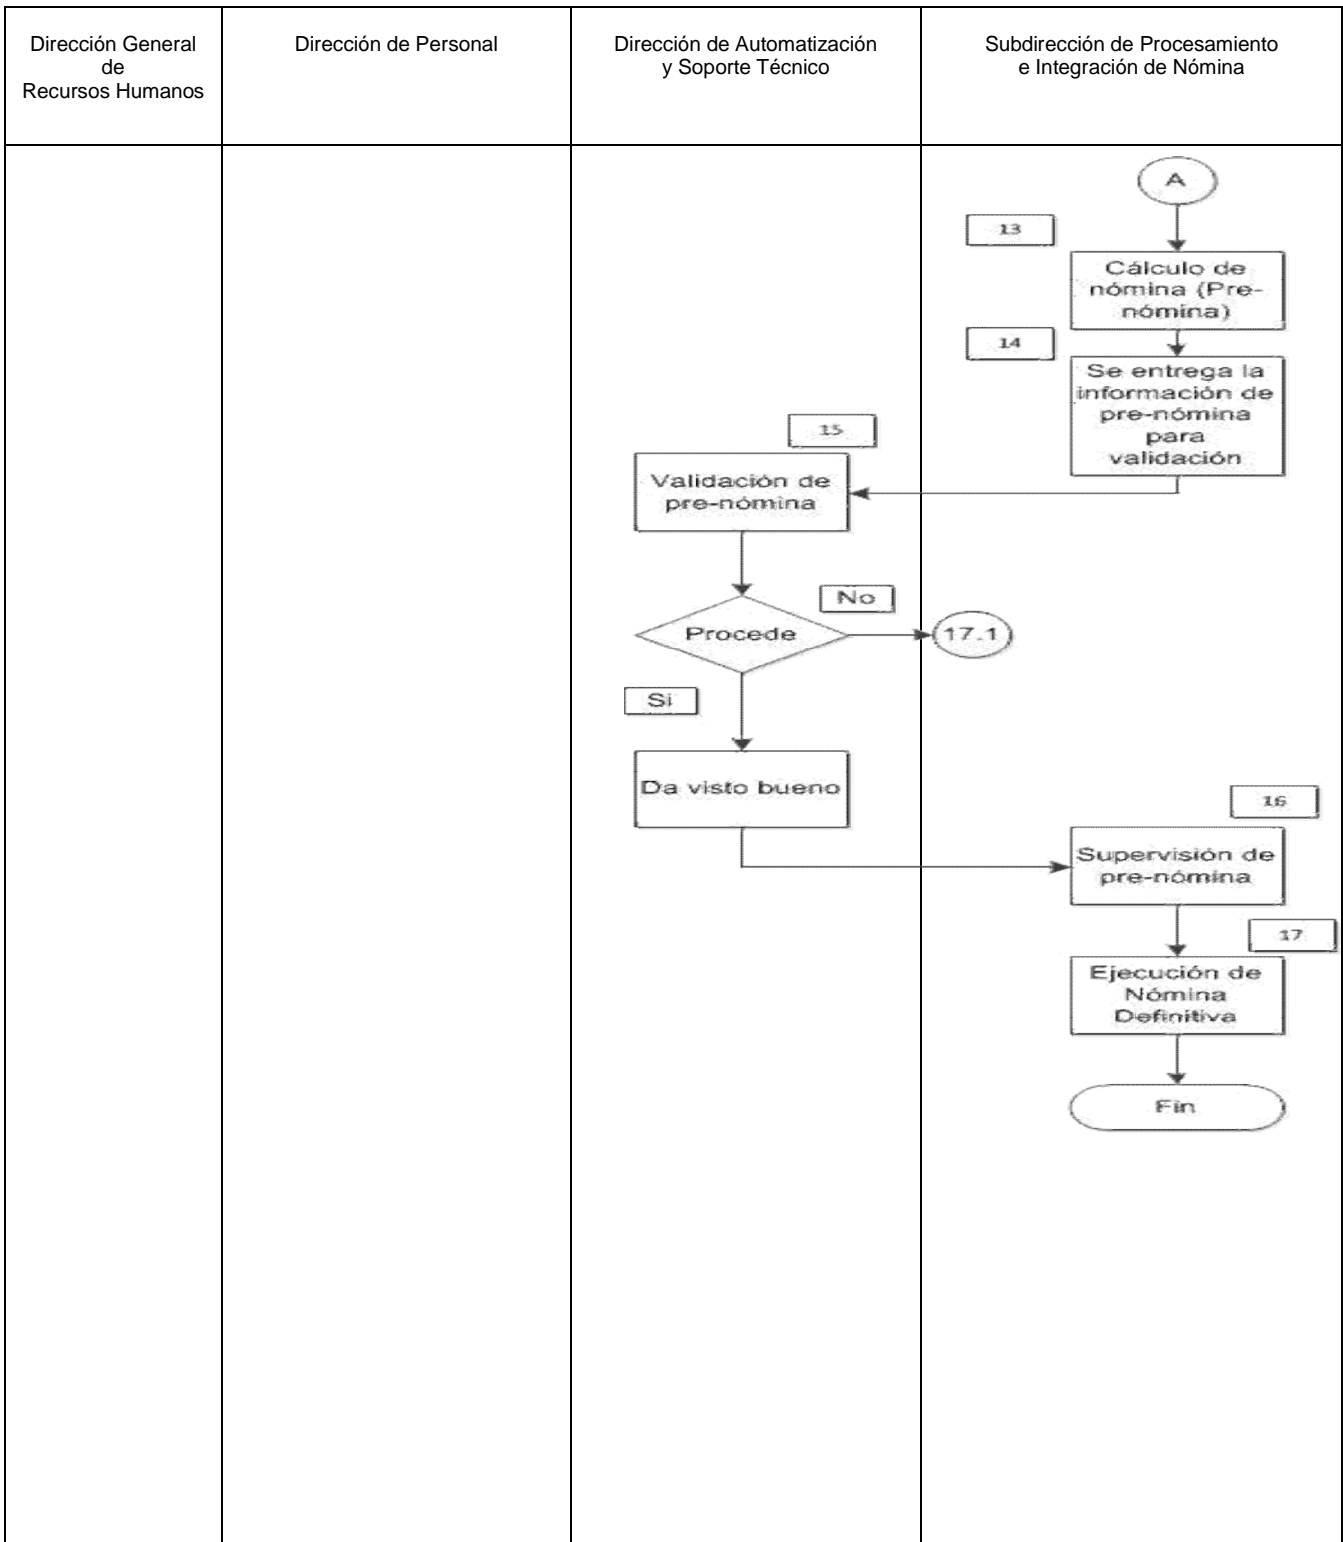 Dirección General
de
Recursos Humanos
Dirección de Personal
Dirección de Automatización
y Soporte Técnico
Subdirección de Procesamiento
e Integración de Nómina
A
13
Cálculo de
nómina (Pre-
nómina)
14
Se entrega la
información de
pre-nómina
para
validación
15
Validación de
pre-nómina
No
Procede
17.1
Si
Da visto bueno
16
Supervisión de
pre-nómina
17
Ejecución de
Nómina
Definitiva
Fin